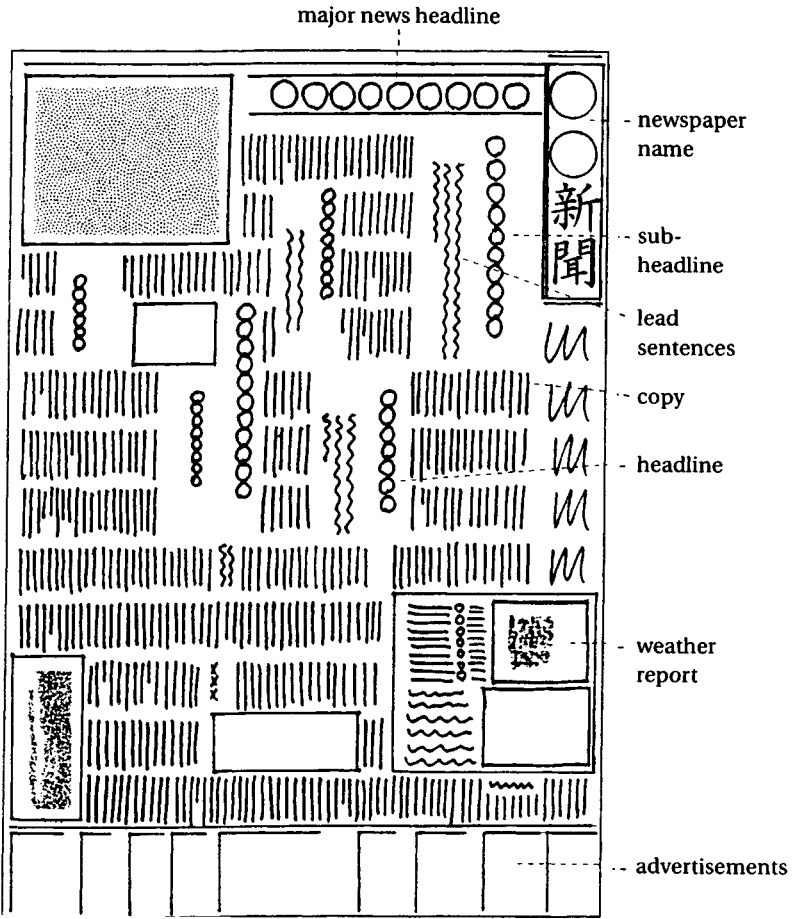 major news headline
newspaper
name
新
聞
sub-
headline
lead
sentences
copy
headline
weather
report
advertisements